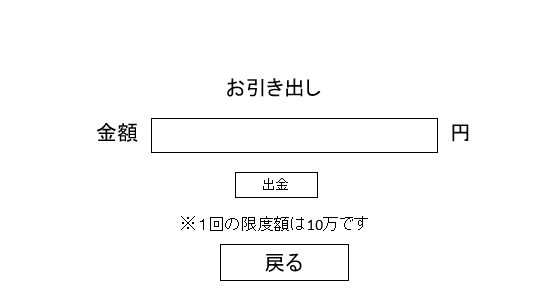 お引き出し
金額 円
出金
※1回の限度額は10万です
戻る